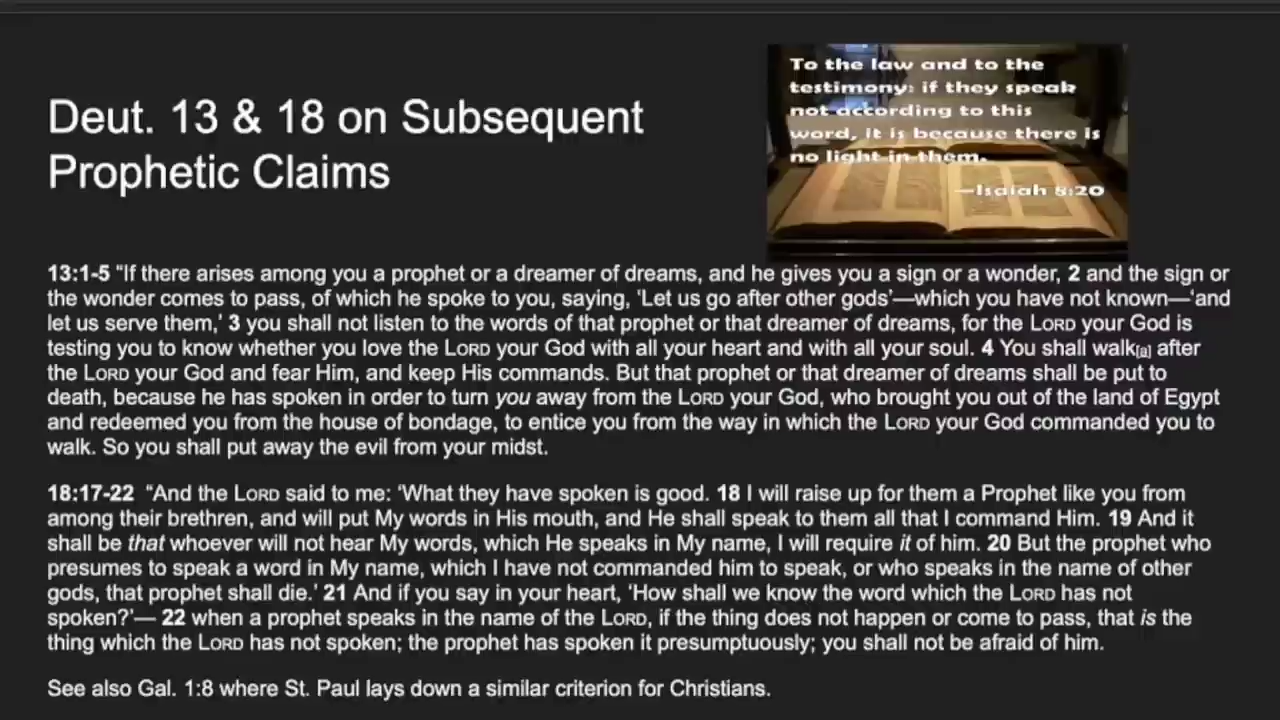 Deut. 13 & 18 on Subsequent
Prophetic Claims
To the law and to the
testimony: if they speak
not according to this
word, it is because there is
no light in them.
—Isaiah 8:20
13:1-5 “If there arises among you a prophet or a dreamer of dreams, and he gives you a sign or a wonder, 2 and the sign or
the wonder comes to pass, of which he spoke to you, saying, ‘Let us go after other gods’—which you have not known—‘and
let us serve them,’ 3 you shall not listen to the words of that prophet or that dreamer of dreams, for the LORD your God is
testing you to know whether you love the LORD your God with all your heart and with all your soul. 4 You shall walk[a] after
the LORD your God and fear Him, and keep His commands. But that prophet or that dreamer of dreams shall be put to
death, because he has spoken in order to turn you away from the LORD your God, who brought you out of the land of Egypt
and redeemed you from the house of bondage, to entice you from the way in which the LORD your God commanded you to
walk. So you shall put away the evil from your midst.
18:17-22 “And the LORD said to me: ‘What they have spoken is good. 18 I will raise up for them a Prophet like you from
among their brethren, and will put My words in His mouth, and He shall speak to them all that I command Him. 19 And it
shall be that whoever will not hear My words, which He speaks in My name, I will require it of him. 20 But the prophet who
presumes to speak a word in My name, which I have not commanded him to speak, or who speaks in the name of other
gods, that prophet shall die.’ 21 And if you say in your heart, ‘How shall we know the word which the LORD has not
spoken?’— 22 when a prophet speaks in the name of the LORD, if the thing does not happen or come to pass, that is the
thing which the LORD has not spoken; the prophet has spoken it presumptuously; you shall not be afraid of him.
See also Gal. 1:8 where St. Paul lays down a similar criterion for Christians.